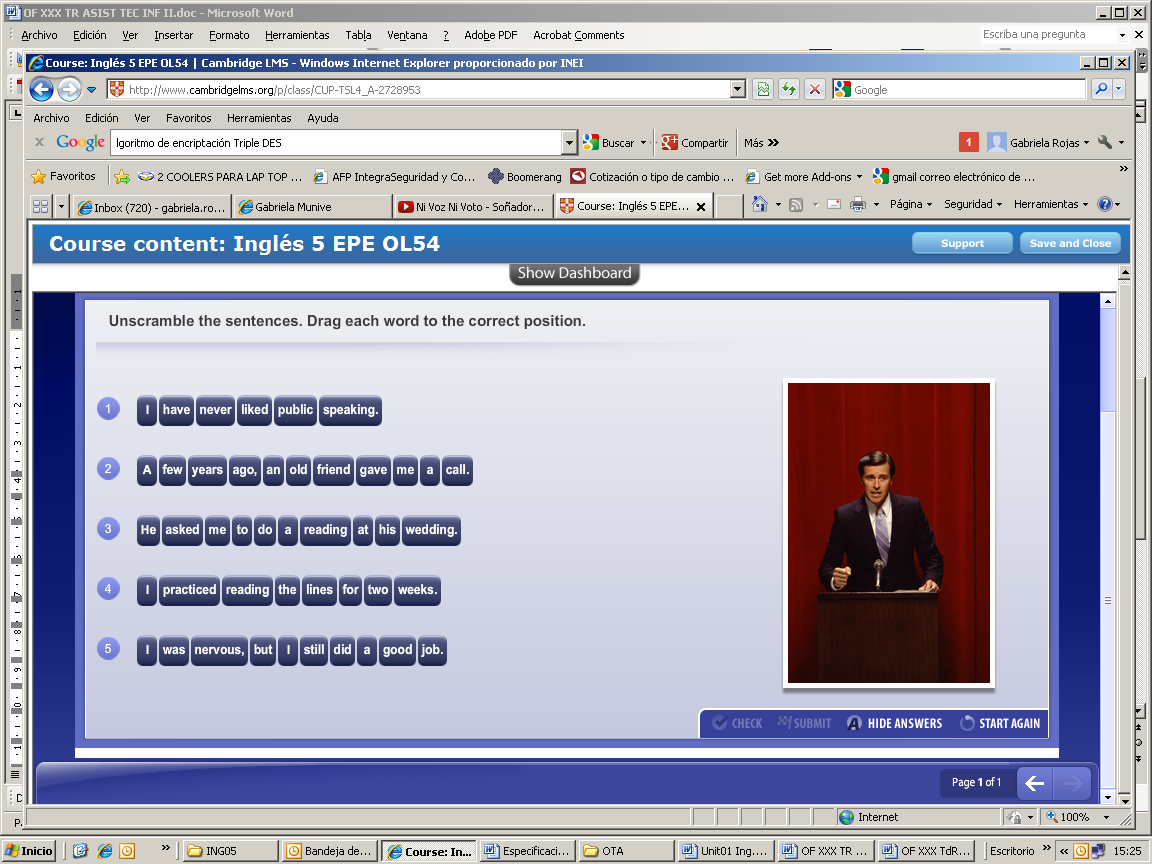 OF XXX TR ASIST TEC INF II.doc - Microsoft Word
Archivo Edición Ver Insertar Formato Herramientas Tabla Ventana ? Adobe PDF Acrobat Comments Escriba una pregunta
Course: Inglés 5 EPE OL54 | Cambridge LMS - Windows Internet Explorer proporcionado por INEI
http://www.cambridgelms.org/p/class/CUP-TSL4_A-2728953 Google
Archivo Edición Ver Favoritos Herramientas Ayuda
x Google lgoritmo de encriptación Triple DES Buscar Compartir Más » 1 Gabriela Rojas
Favoritos 2 COOLERS PARA LAP TOP ... AFP IntegraSeguridad y Co... Boomerang Cotización o tipo de cambio ... Get more Add-ons gmail correo electrónico de ... »
Inbox (720) - gabriela.ro... Gabriela Munive Ni Voz Ni Voto - Soñador... Course: Inglés 5 EPE... X Página Seguridad Herramientas
Course content: Inglés 5 EPE OL54 Support Save and Close
Show Dashboard
Unscramble the sentences. Drag each word to the correct position.
1 I have never liked public speaking.
2 A few years ago, an old friend gave me a call.
3 He asked me to do a reading at his wedding.
4 I practiced reading the lines for two weeks.
5 I was nervous, but I still did a good job.
CHECK SUBMIT HIDE ANSWERS START AGAIN
Page 1 of 1
Internet 100%
Inicio » ING05 Bandeja de... Course: In... Especificaci... OTA Unit01 Ing... OF XXX TR ... OF XXX TdR... Escritorio » « 15:25